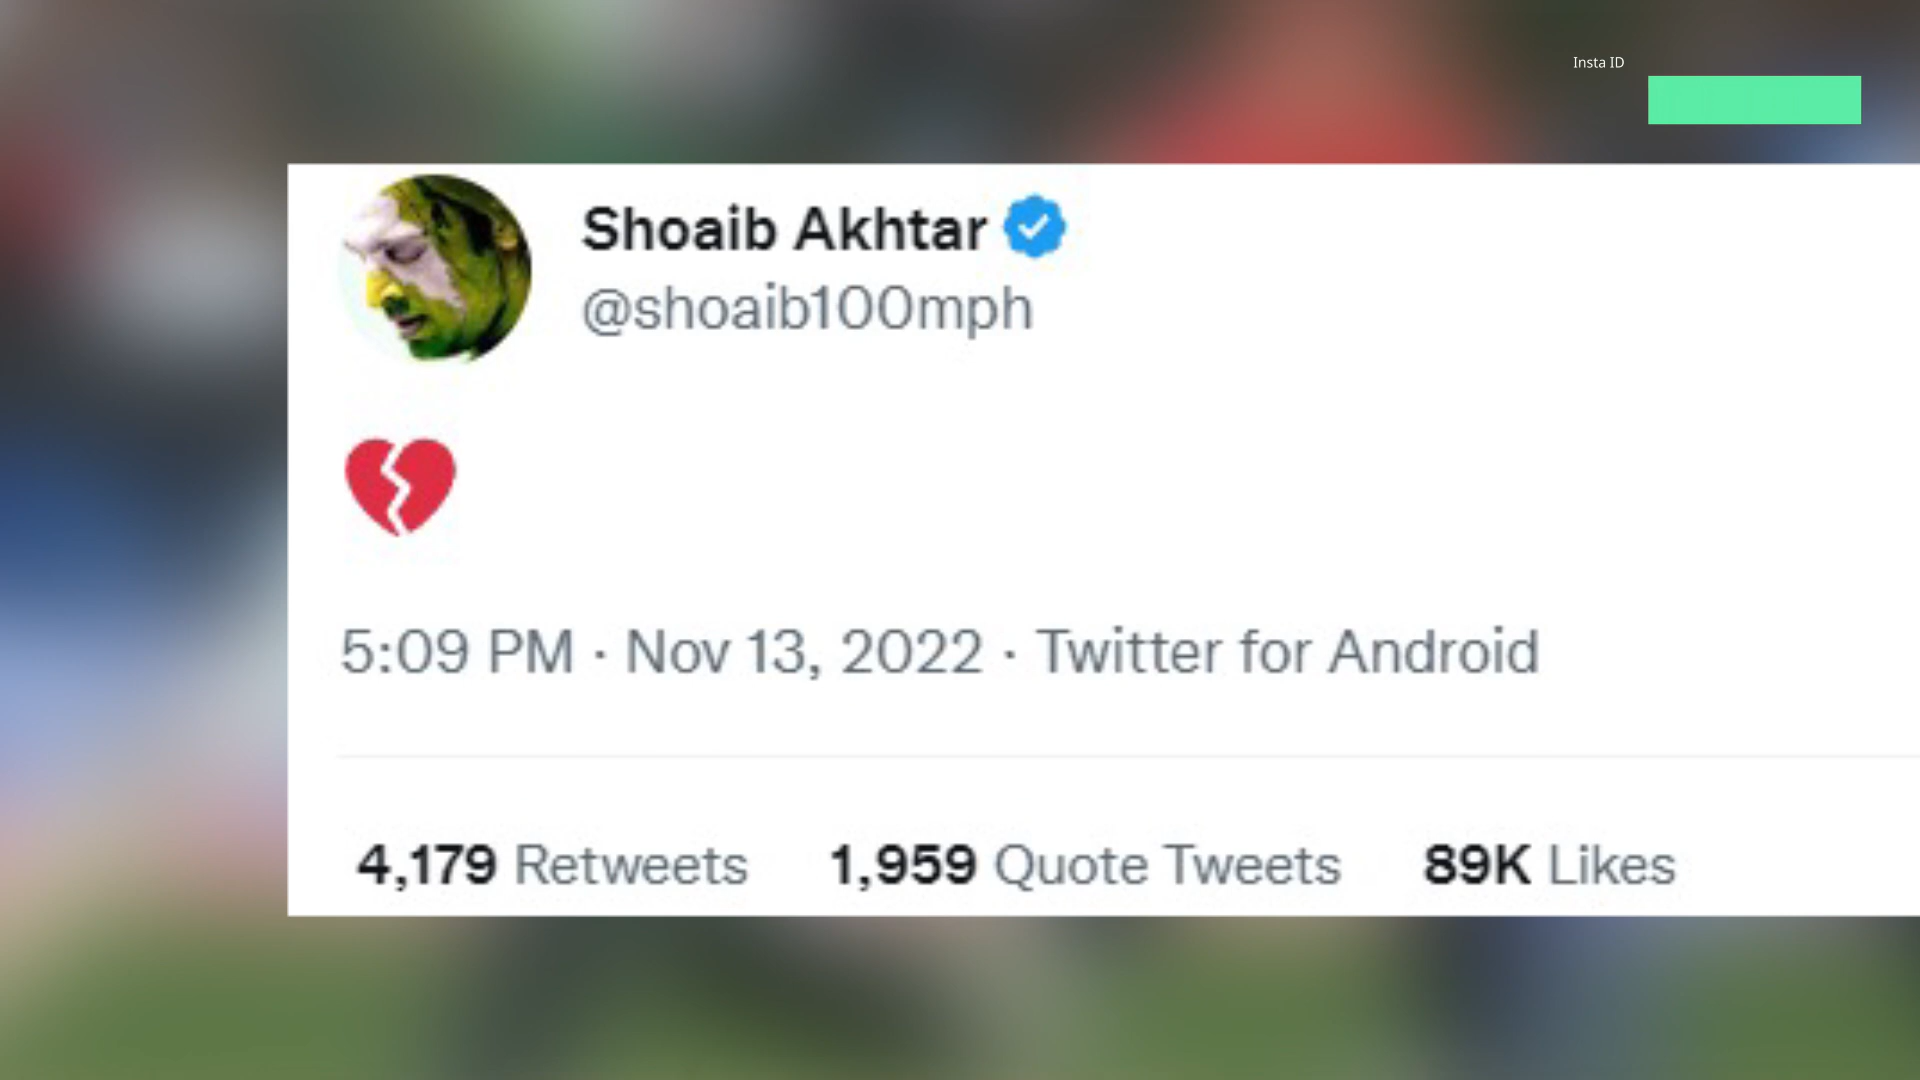 Insta ID
Shoaib Akhtar
@shoaib100mph
💔
5:09 PM · Nov 13, 2022 · Twitter for Android
4,179 Retweets 1,959 Quote Tweets 89K Likes